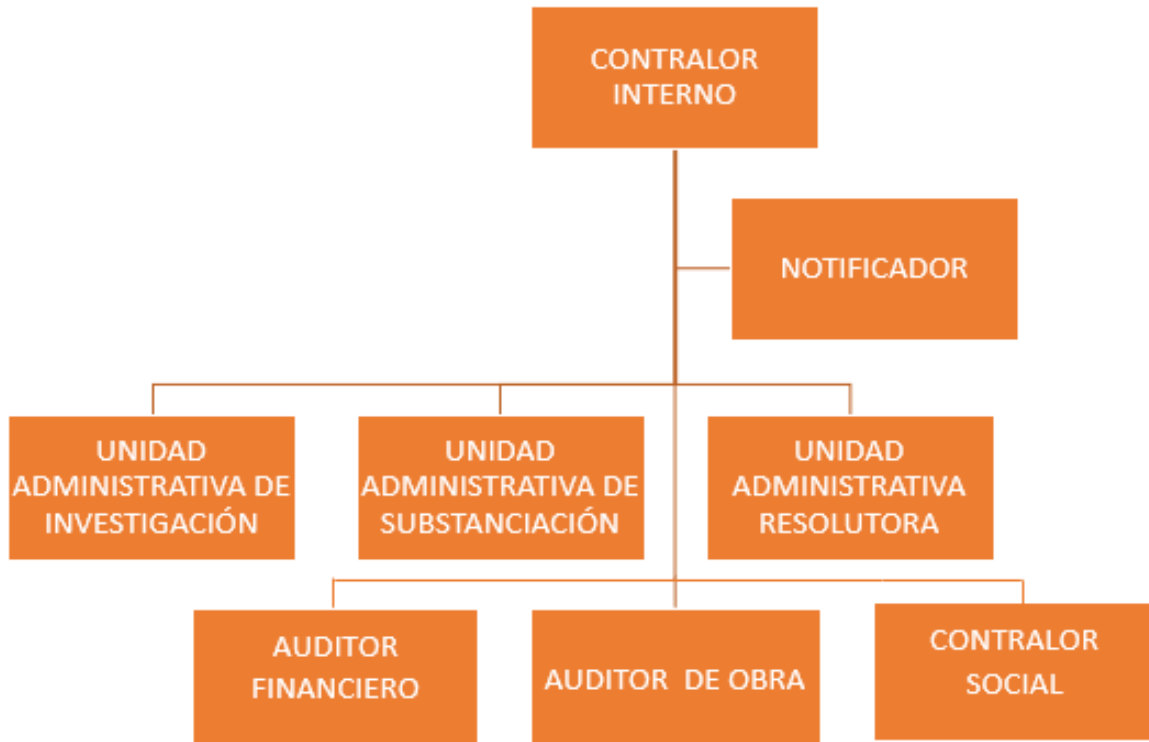 CONTRALOR
INTERNO
NOTIFICADOR
UNIDAD
ADMINISTRATIVA DE
INVESTIGACIÓN
UNIDAD
ADMINISTRATIVA DE
SUBSTANCIACIÓN
UNIDAD
ADMINISTRATIVA
RESOLUTORA
AUDITOR
FINANCIERO
AUDITOR DE OBRA
CONTRALOR
SOCIAL